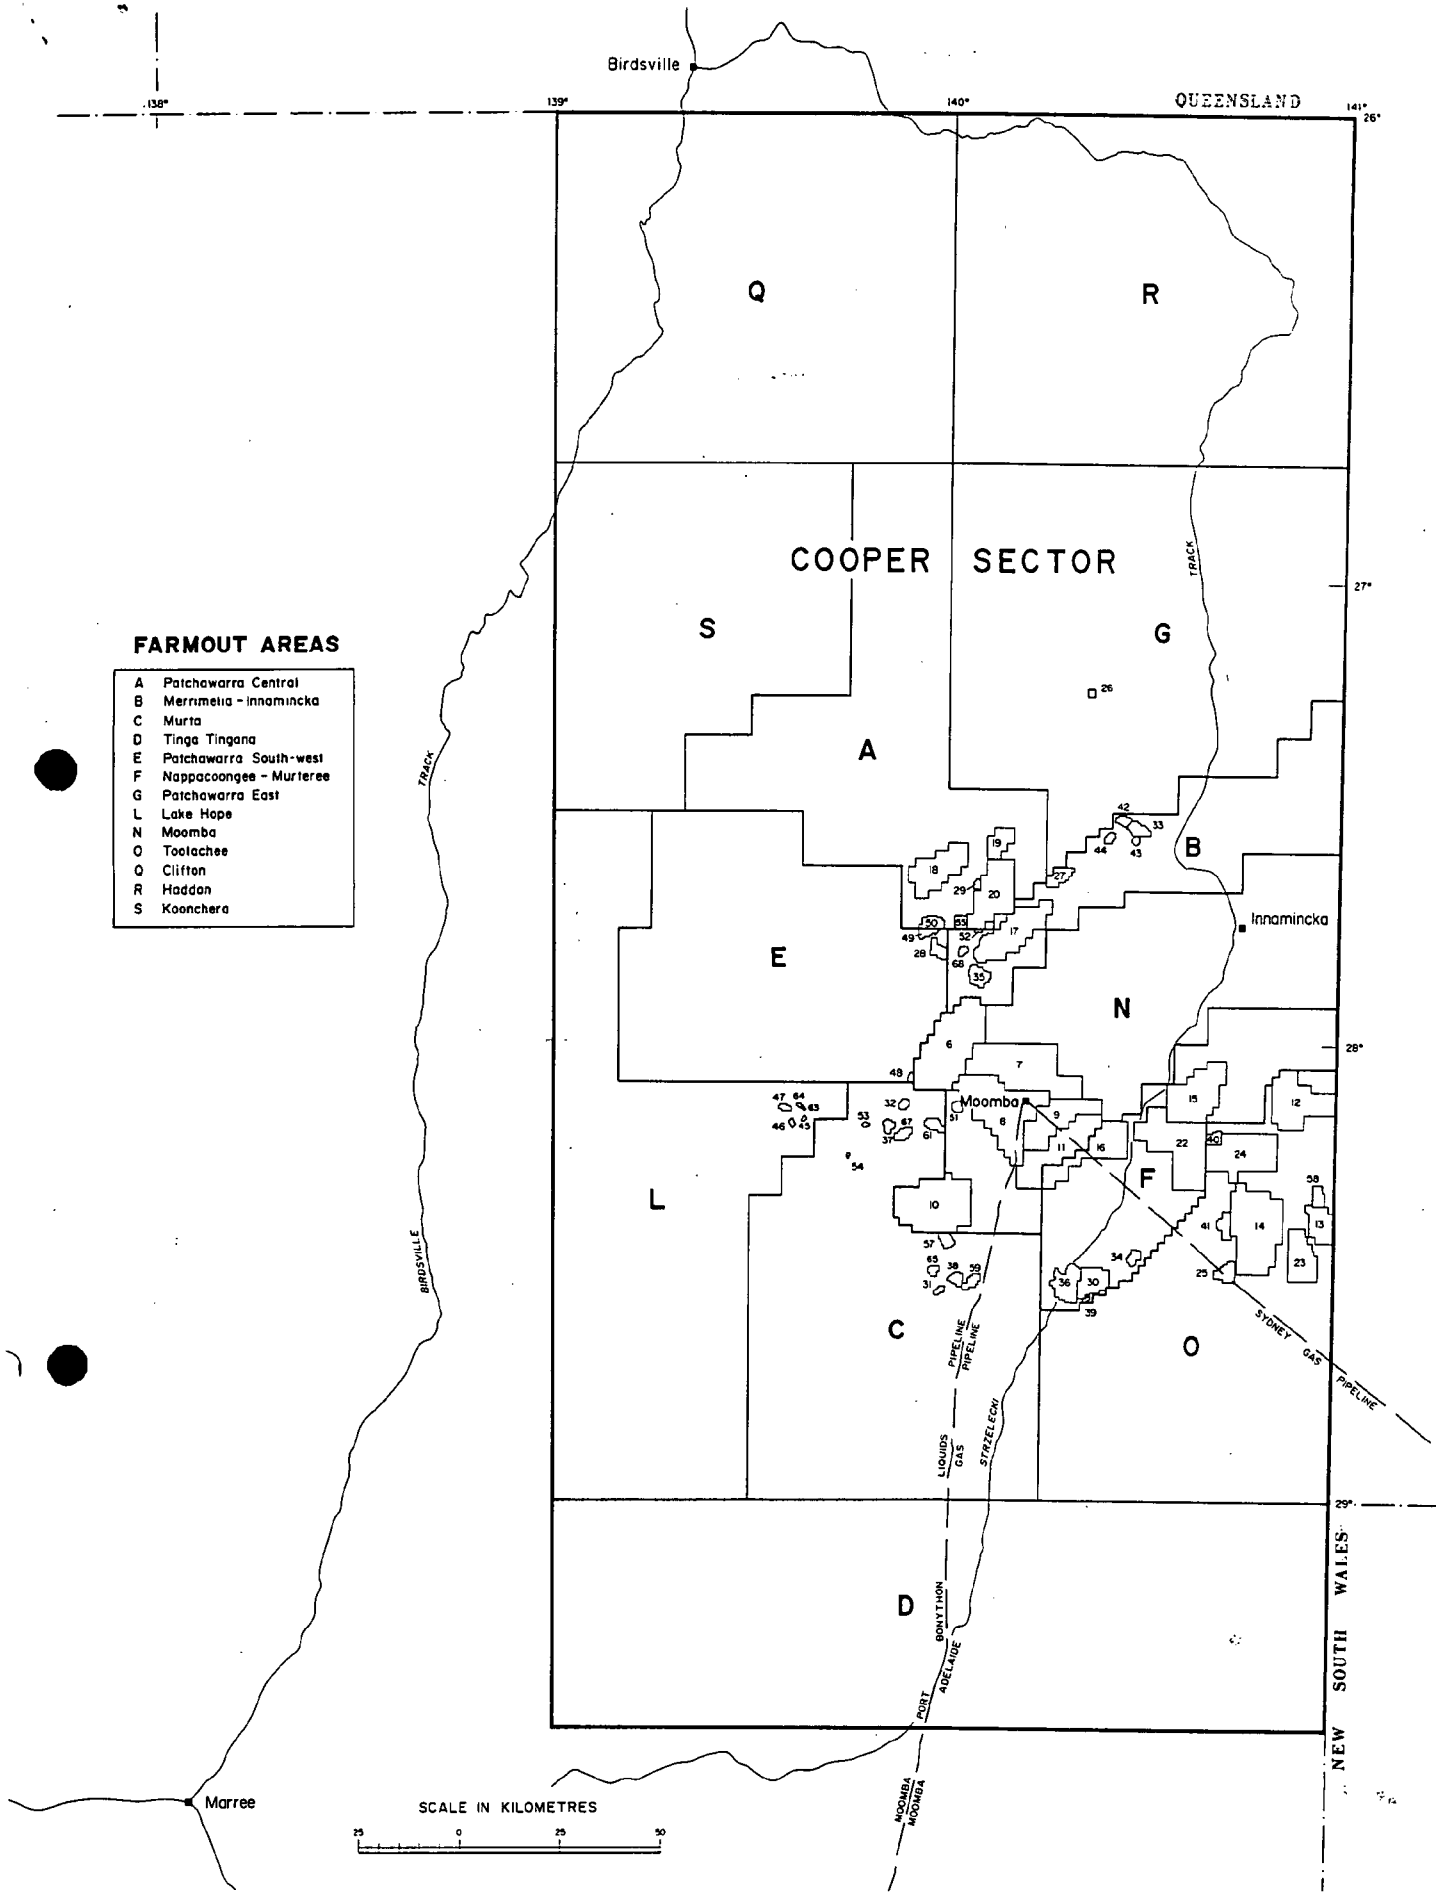 Birdsville
138°
139°
140°
QUEENSLAND
141°
26°
Q
R
COOPER SECTOR
TRACK
27°
S
G
FARMOUT AREAS
A Patchawarra Central
B Merrimelia - Innamincka
C Murta
D Tinga Tingana
E Patchawarra South-west
F Nappacoongee - Murteree
G Patchawarra East
L Lake Hope
N Moomba
O Toolachee
Q Clifton
R Haddon
S Koonchera
26
A
TRACK
42
33
44
43
B
19
18
27
29
20
50
55
Innamincka
49
52
17
28
68
E
35
N
6
28°
7
48
47
64
63
32
51
Moomba
15
12
46
45
53
37
67
61
8
9
11
16
22
40
24
54
F
58
L
10
41
14
13
57
34
23
65
38
59
25
31
36
30
39
BIRDSVILLE
C
O
SYDNEY GAS PIPELINE
PIPELINE
PIPELINE
STRZELECKI
LIQUIDS
GAS
29°
D
BONYTHON
ADELAIDE
PORT
NEW SOUTH WALES
MOOMBA
MOOMBA
Marree
SCALE IN KILOMETRES
25 0 25 50